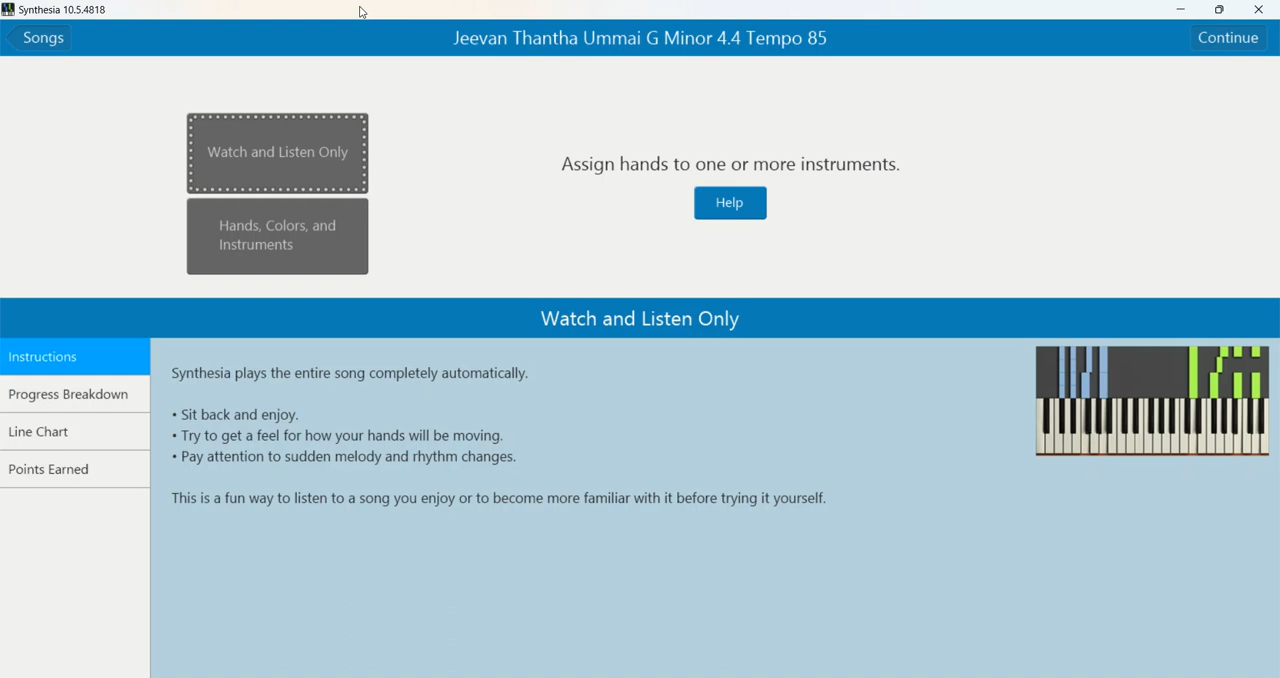 Synthesia 10.5.4818
Songs
Jeevan Thantha Ummai G Minor 4.4 Tempo 85
Continue
Watch and Listen Only
Hands, Colors, and
Instruments
Assign hands to one or more instruments.
Help
Watch and Listen Only
Instructions
Progress Breakdown
Line Chart
Points Earned
Synthesia plays the entire song completely automatically.
• Sit back and enjoy.
• Try to get a feel for how your hands will be moving.
• Pay attention to sudden melody and rhythm changes.
This is a fun way to listen to a song you enjoy or to become more familiar with it before trying it yourself.